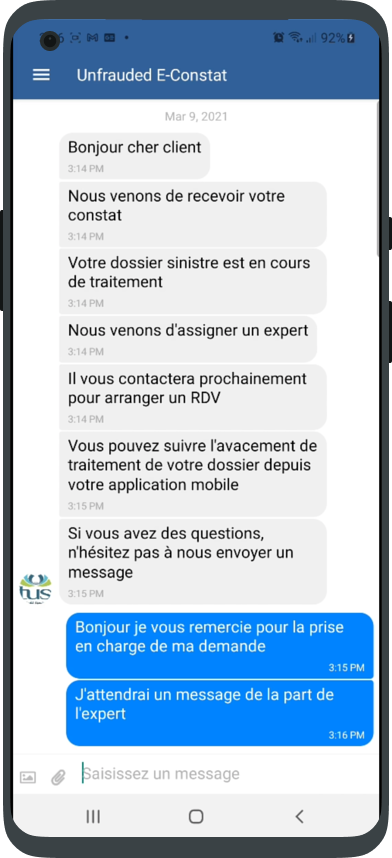 92%
Unfrauded E-Constat
Mar 9, 2021
Bonjour cher client
3:14 PM
Nous venons de recevoir votre
constat
3:14 PM
Votre dossier sinistre est en cours
de traitement
3:14 PM
Nous venons d'assigner un expert
3:14 PM
Il vous contactera prochainement
pour arranger un RDV
3:14 PM
Vous pouvez suivre l'avacement de
traitement de votre dossier depuis
votre application mobile
3:15 PM
Si vous avez des questions,
n'hésitez pas à nous envoyer un
message
3:15 PM
tus
Bonjour je vous remercie pour la prise
en charge de ma demande
3:15 PM
J'attendrai un message de la part de
l'expert
3:16 PM
Saisissez un message